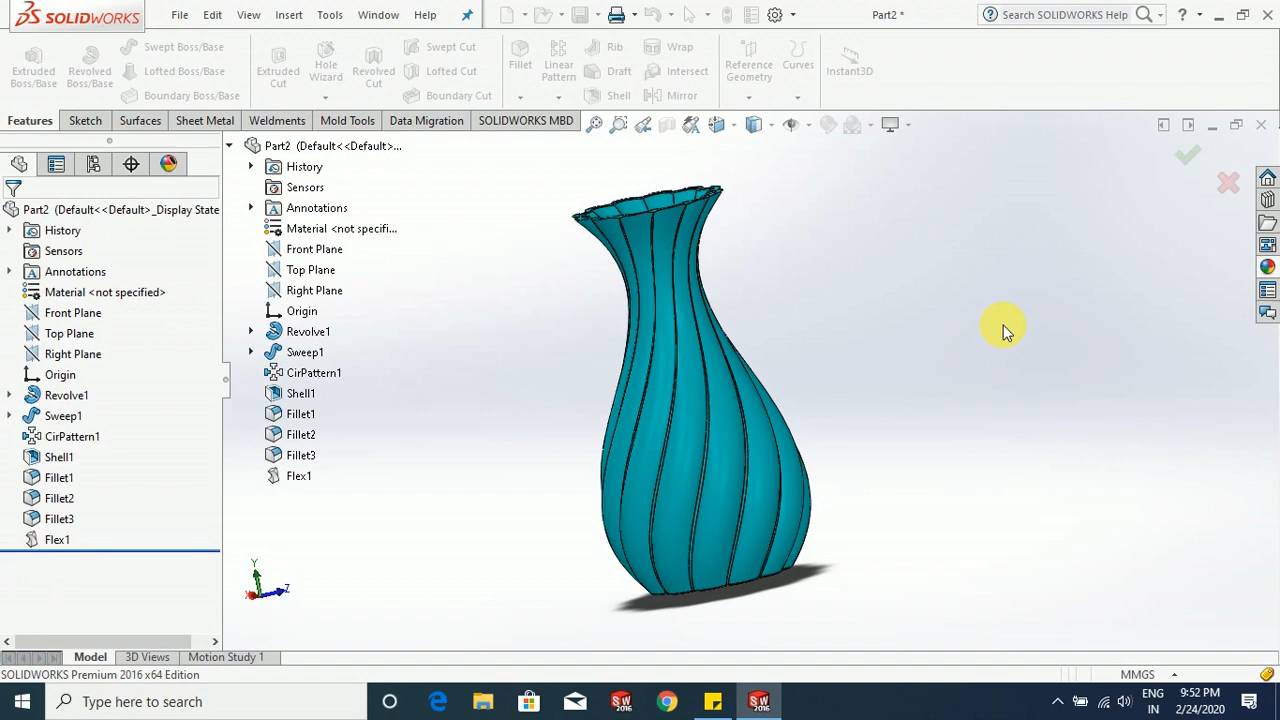 SOLIDWORKS File Edit View Insert Tools Window Help Part2 * Search SOLIDWORKS Help ?
Extruded Boss/Base Revolved Boss/Base Swept Boss/Base Lofted Boss/Base Boundary Boss/Base Extruded Cut Hole Wizard Revolved Cut Swept Cut Lofted Cut Boundary Cut Fillet Linear Pattern Rib Draft Shell Wrap Intersect Mirror Reference Geometry Curves Instant3D
Features Sketch Surfaces Sheet Metal Weldments Mold Tools Data Migration SOLIDWORKS MBD
Part2 (Default<<Default>_Display State
History
Sensors
Annotations
Material <not specified>
Front Plane
Top Plane
Right Plane
Origin
Revolve1
Sweep1
CirPattern1
Shell1
Fillet1
Fillet2
Fillet3
Flex1
Part2 (Default<<Default>...
History
Sensors
Annotations
Material <not specifi...
Front Plane
Top Plane
Right Plane
Origin
Revolve1
Sweep1
CirPattern1
Shell1
Fillet1
Fillet2
Fillet3
Flex1
Y
X Z
Model 3D Views Motion Study 1
SOLIDWORKS Premium 2016 x64 Edition MMGS
Type here to search
SW 2016 SW 2016
ENG 9:52 PM
IN 2/24/2020